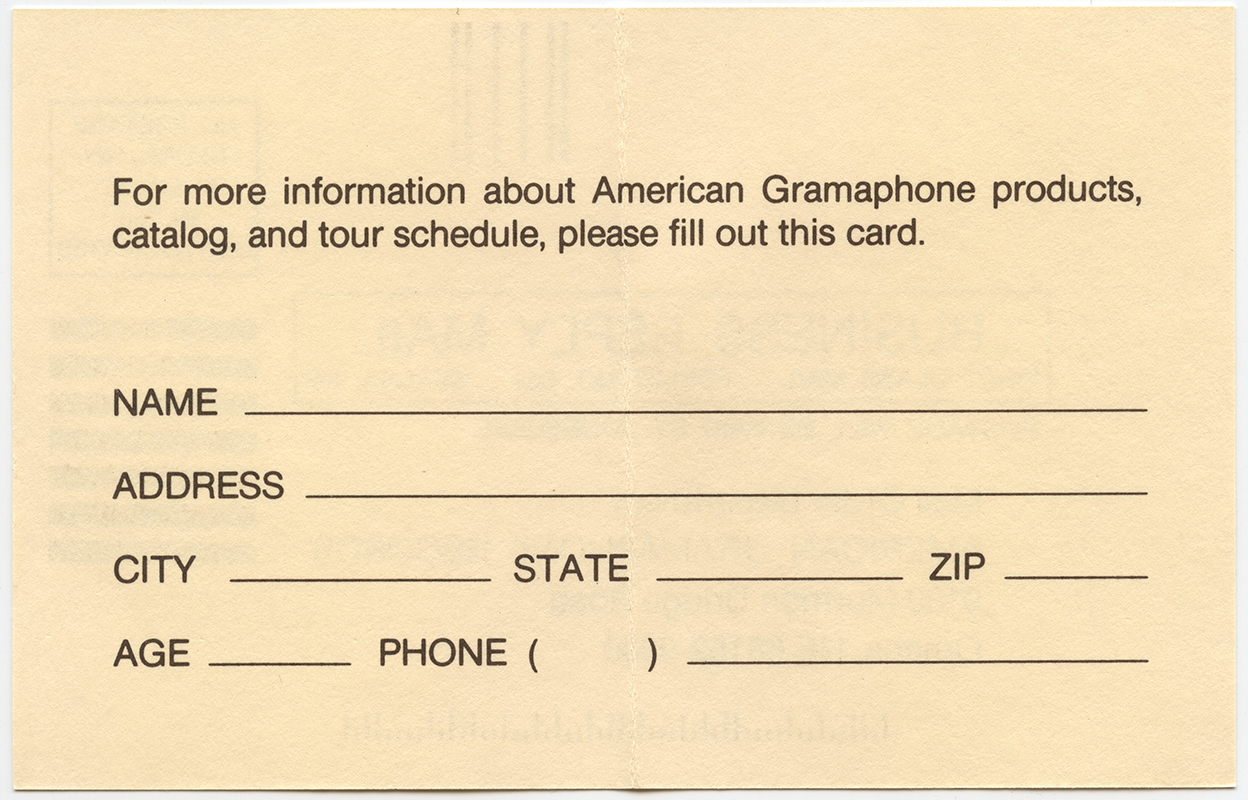 For more information about American Gramaphone products,
catalog, and tour schedule, please fill out this card.
NAME
ADDRESS
CITY STATE ZIP
AGE PHONE ( )